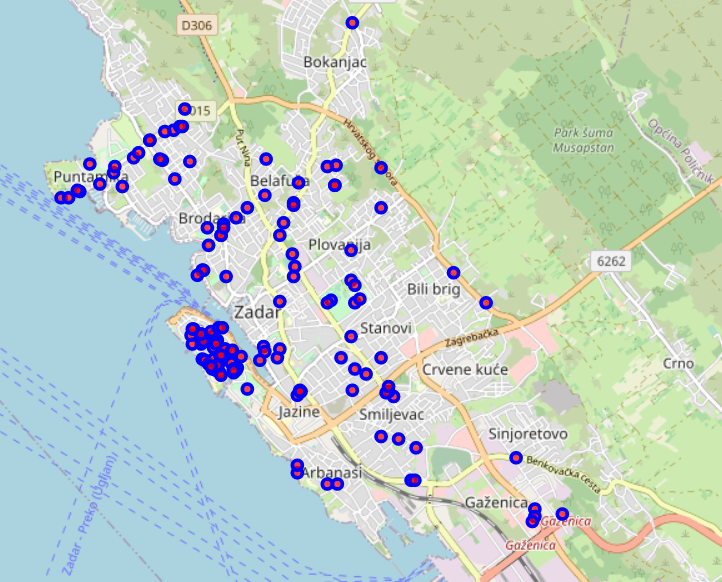 D306
Bokanjac
D15
Hrvatskog
Put Nina
Park šuma
Musapstan
Općina Poličnik
Puntamika
Belafuža
Brodarica
Plovanija
6262
Bili brig
Zadar
Stanovi
Zagrebačka
Crno
Crvene kuće
Jazine
Smiljevac
Sinjoretovo
Arbanasi
Benkovačka cesta
Gaženica
Gaženica
Gaženica
Zadar - Preko (Ugljan)